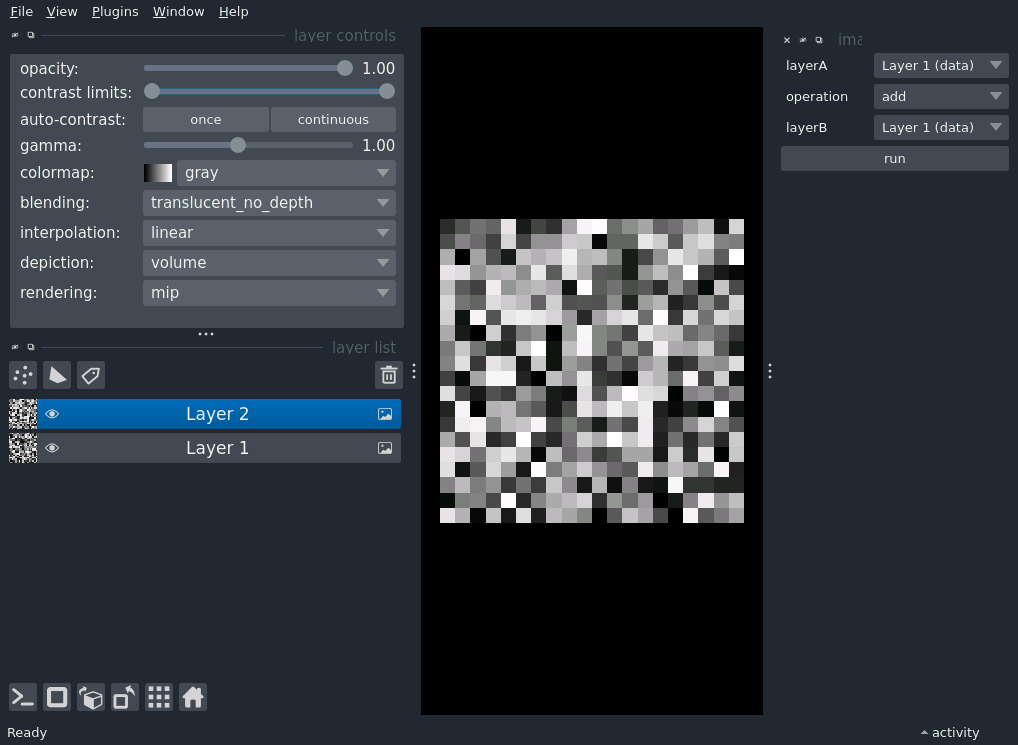 File View Plugins Window Help
layer controls
opacity: 1.00
contrast limits:
auto-contrast: once continuous
gamma: 1.00
colormap: gray
blending: translucent_no_depth
interpolation: linear
depiction: volume
rendering: mip
layer list
Layer 2
Layer 1
Ready
ima
layerA Layer 1 (data)
operation add
layerB Layer 1 (data)
run
activity